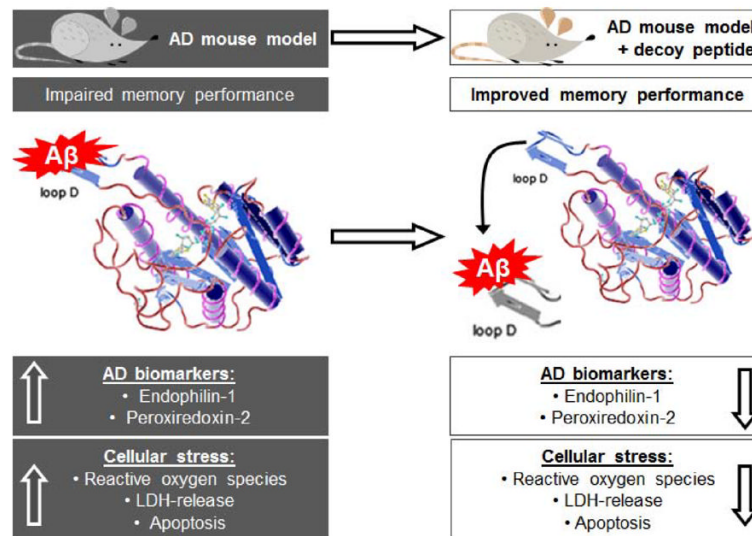 AD mouse model
AD mouse model
+ decoy peptide
Impaired memory performance
Improved memory performance
Aβ
loop D
loop D
Aβ
loop D
AD biomarkers:
• Endophilin-1
• Peroxiredoxin-2
AD biomarkers:
• Endophilin-1
• Peroxiredoxin-2
Cellular stress:
• Reactive oxygen species
• LDH-release
• Apoptosis
Cellular stress:
• Reactive oxygen species
• LDH-release
• Apoptosis